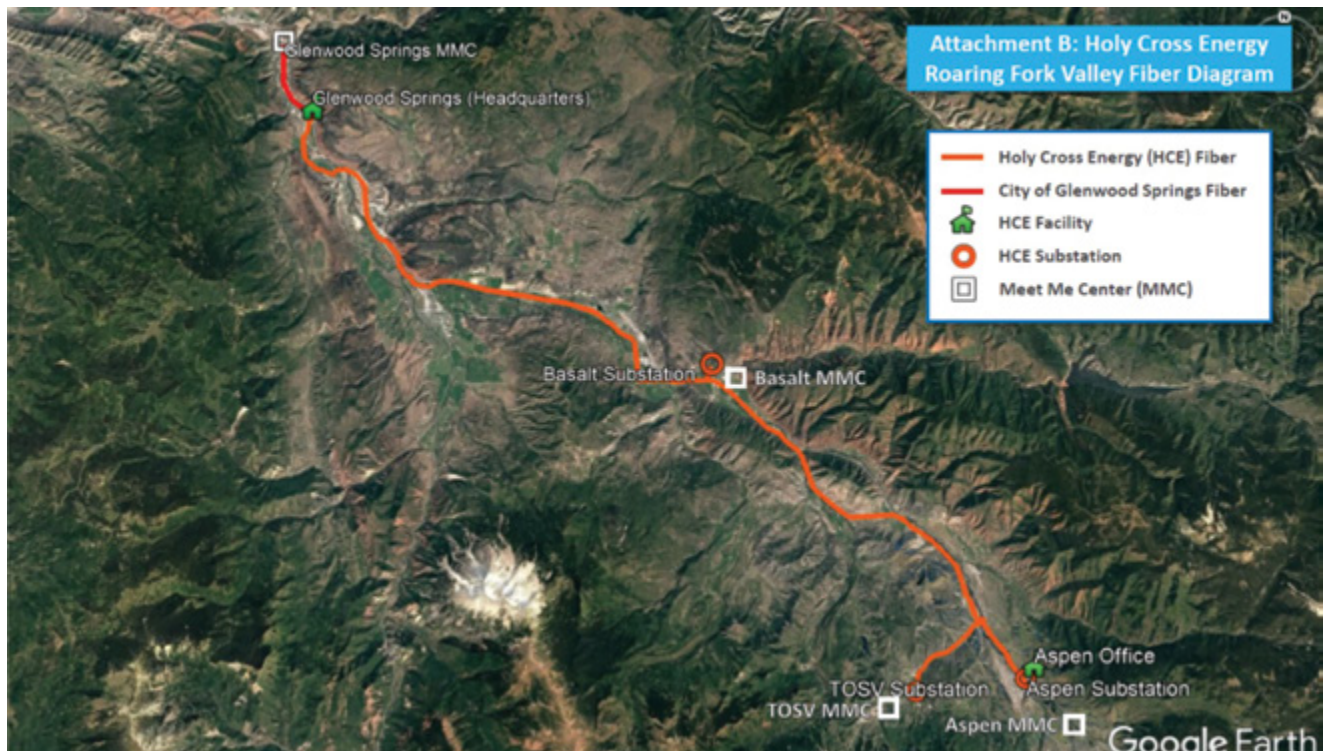 Attachment B: Holy Cross Energy
Roaring Fork Valley Fiber Diagram
Holy Cross Energy (HCE) Fiber
City of Glenwood Springs Fiber
HCE Facility
HCE Substation
Meet Me Center (MMC)
N
Glenwood Springs MMC
Glenwood Springs (Headquarters)
Basalt Substation
Basalt MMC
Aspen Office
TOSV Substation
Aspen Substation
TOSV MMC
Aspen MMC
Google Earth